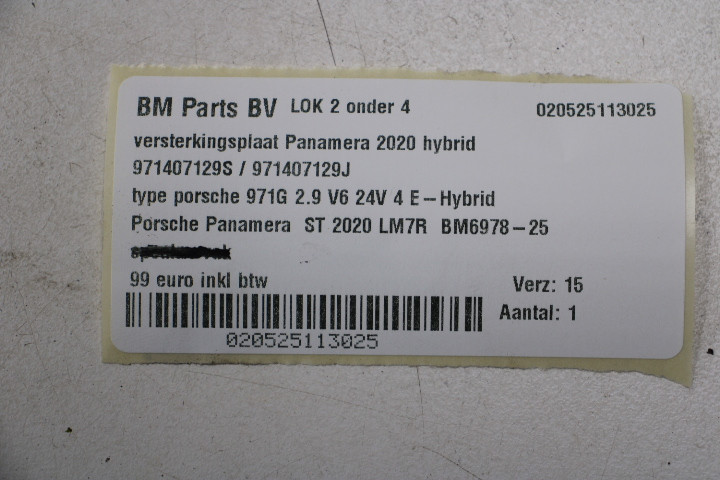 BM Parts BV LOK 2 onder 4 020525113025
versterkingsplaat Panamera 2020 hybrid
971407129S / 971407129J
type porsche 971G 2.9 V6 24V 4 E-Hybrid
Porsche Panamera ST 2020 LM7R BM6978-25
99 euro inkl btw Verz: 15
Aantal: 1
020525113025